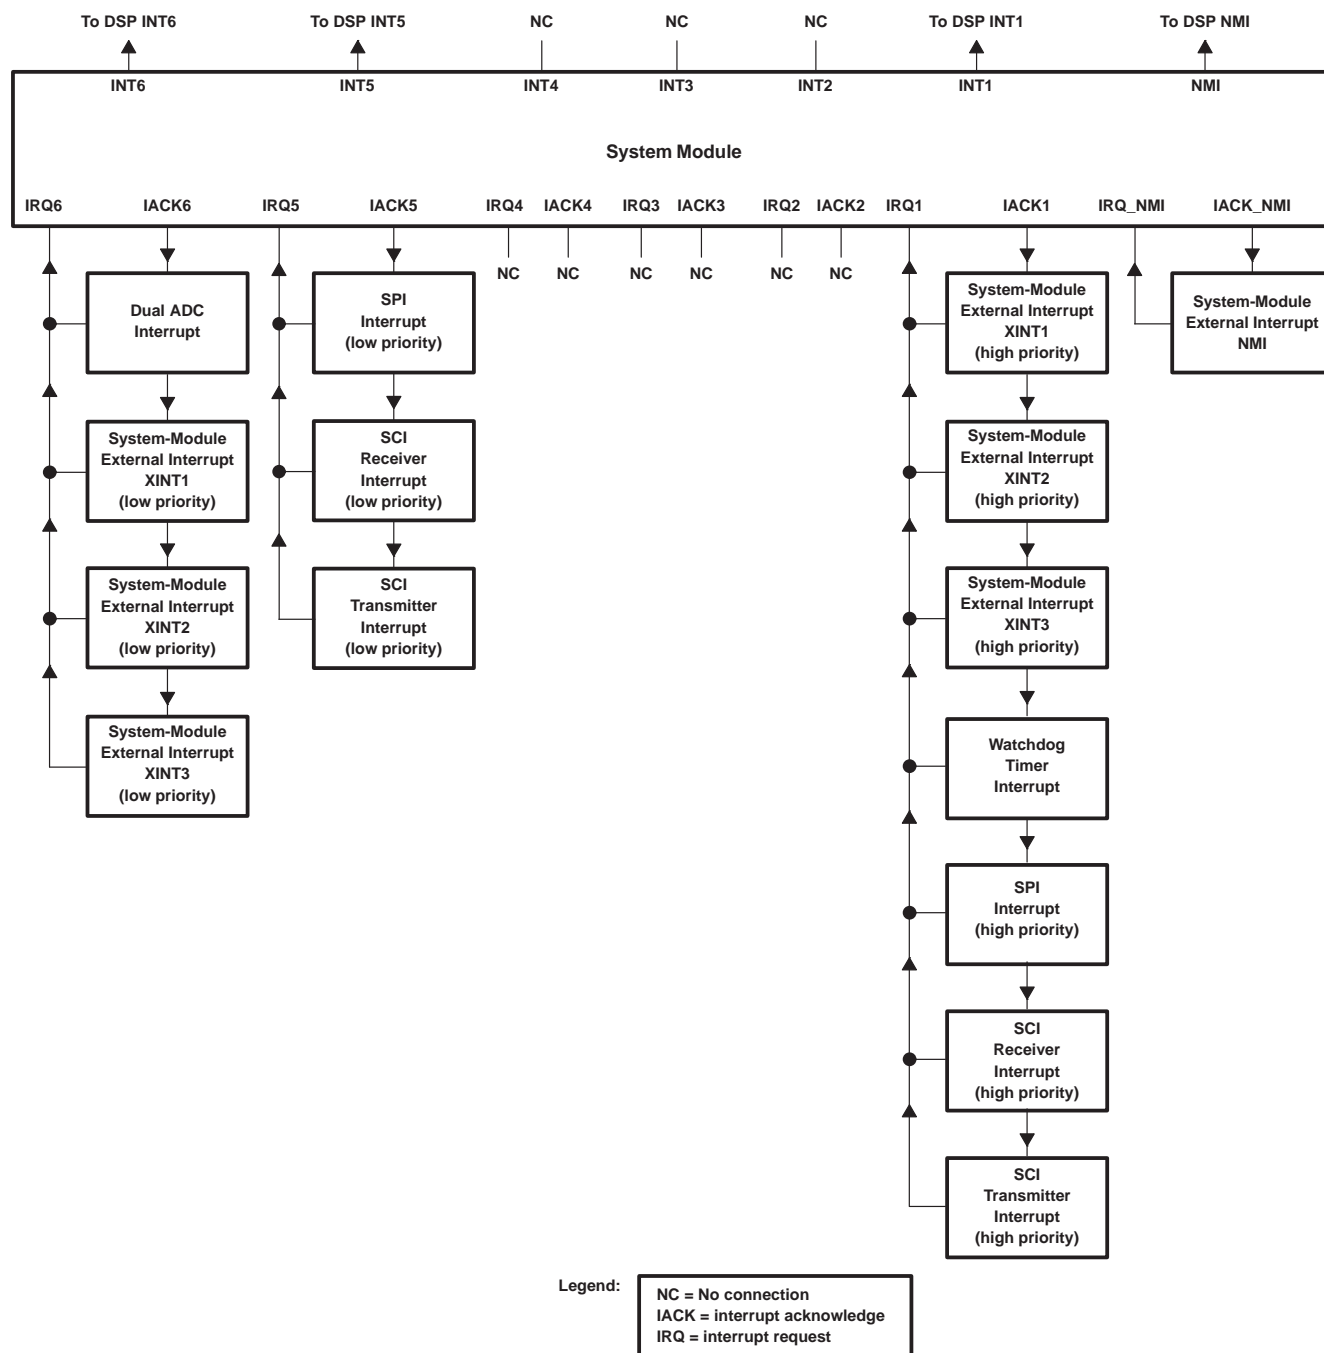 To DSP INT6
To DSP INT5
NC
NC
NC
To DSP INT1
To DSP NMI
INT6
INT5
INT4
INT3
INT2
INT1
NMI
System Module
IRQ6
IACK6
IRQ5
IACK5
IRQ4
IACK4
IRQ3
IACK3
IRQ2
IACK2
IRQ1
IACK1
IRQ_NMI
IACK_NMI
NC
NC
NC
NC
NC
NC
Dual ADC
Interrupt
System-Module
External Interrupt
XINT1
(low priority)
System-Module
External Interrupt
XINT2
(low priority)
System-Module
External Interrupt
XINT3
(low priority)
SPI
Interrupt
(low priority)
SCI
Receiver
Interrupt
(low priority)
SCI
Transmitter
Interrupt
(low priority)
System-Module
External Interrupt
XINT1
(high priority)
System-Module
External Interrupt
XINT2
(high priority)
System-Module
External Interrupt
XINT3
(high priority)
Watchdog
Timer
Interrupt
SPI
Interrupt
(high priority)
SCI
Receiver
Interrupt
(high priority)
SCI
Transmitter
Interrupt
(high priority)
System-Module
External Interrupt
NMI
Legend:
NC = No connection
IACK = interrupt acknowledge
IRQ = interrupt request